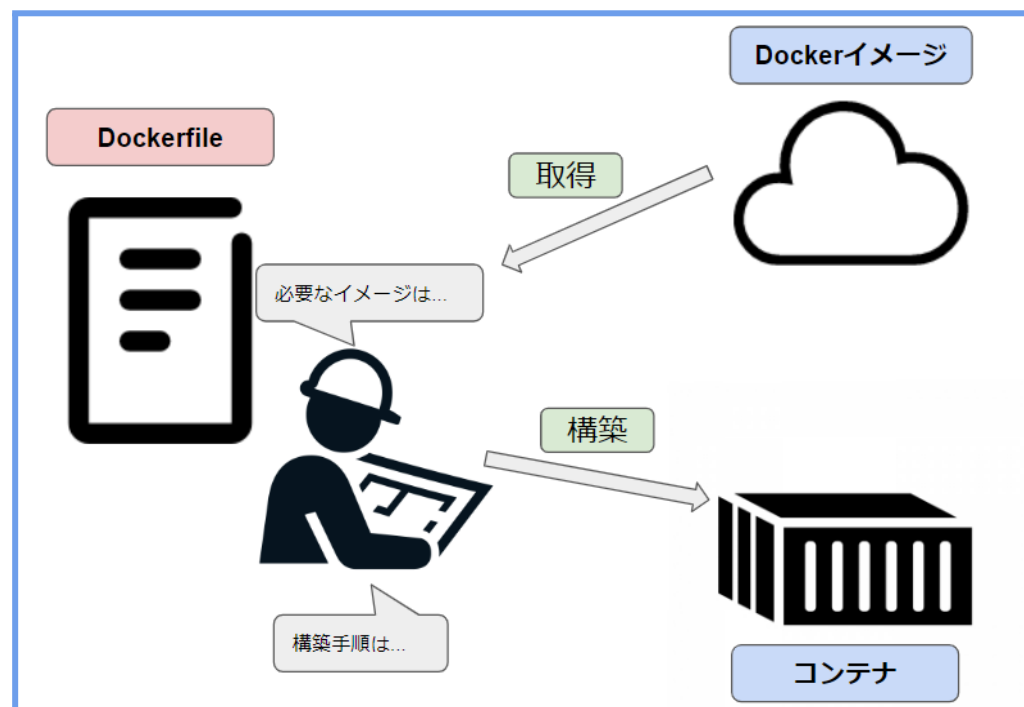 Dockerイメージ
Dockerfile
取得
必要なイメージは...
構築
構築手順は...
コンテナ